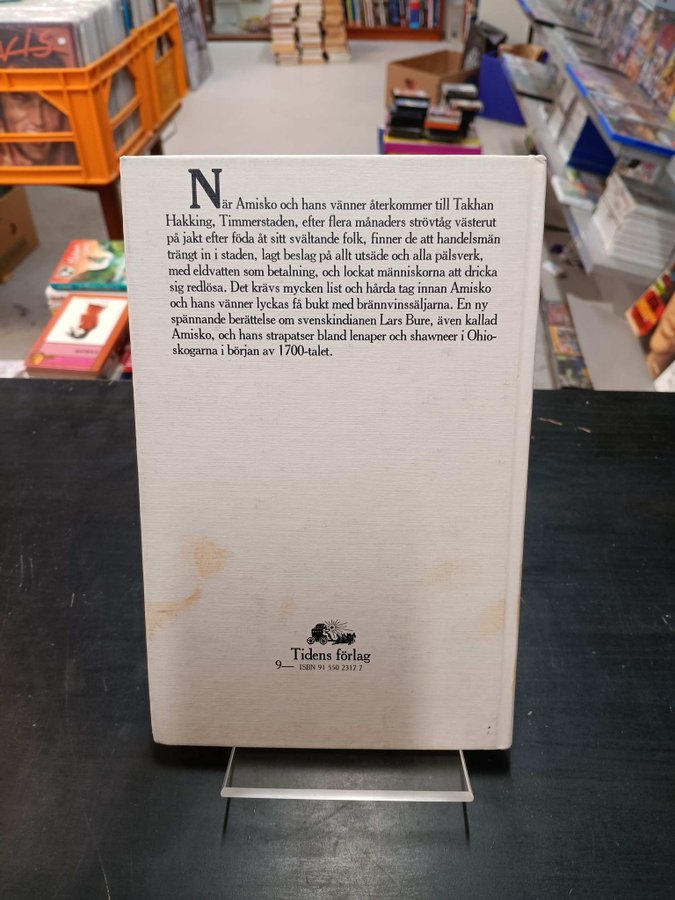 När Amisko och hans vänner återkommer till Takhan
Hakking, Timmerstaden, efter flera månaders strövtåg västerut
på jakt efter föda åt sitt svältande folk, finner de att handelsmän
trängt in i staden, lagt beslag på allt utsäde och alla pälsverk,
med eldvatten som betalning, och lockat människorna att dricka
sig redlösa. Det krävs mycken list och hårda tag innan Amisko
och hans vänner lyckas få bukt med brännvinssäljarna. En ny
spännande berättelse om svenskindianen Lars Bure, även kallad
Amisko, och hans strapatser bland lenaper och shawneer i Ohio-
skogarna i början av 1700-talet.
Tidens förlag
9— ISBN 91 550 2317 7